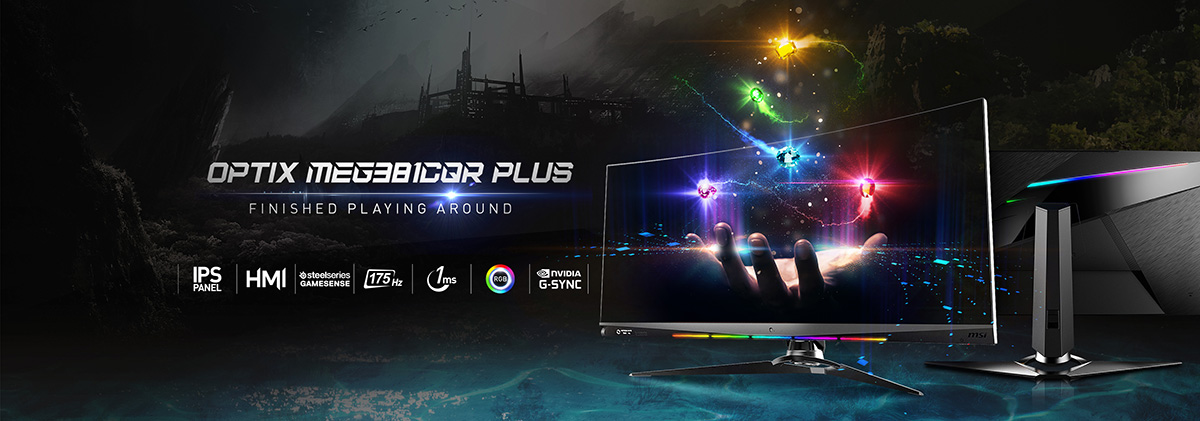 OPTIX MEG381CQR PLUS
FINISHED PLAYING AROUND
IPS
PANEL
HMI
steelseries
GAMESENSE
175Hz
1ms
RGB
NVIDIA
G-SYNC
msi